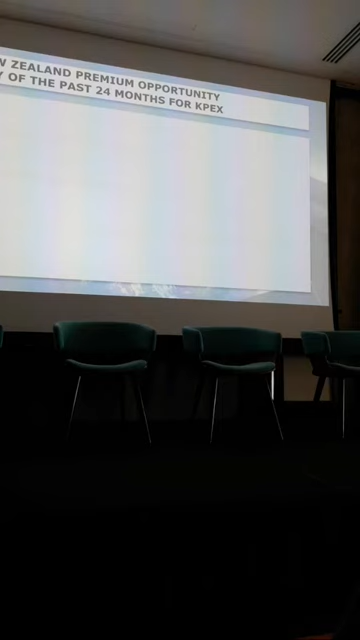 ZEALAND PREMIUM OPPORTUNITY
OF THE PAST 24 MONTHS FOR KPEX